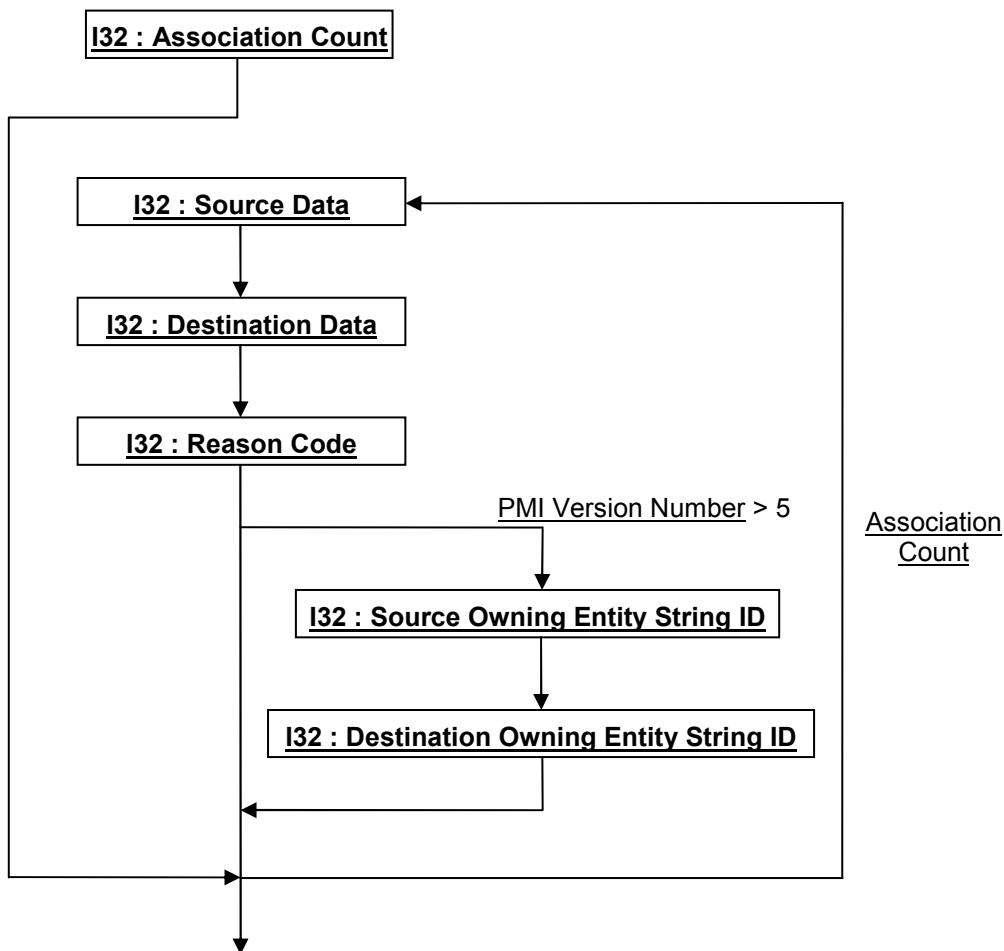 I32 : Association Count
I32 : Source Data
I32 : Destination Data
I32 : Reason Code
PMI Version Number > 5
Association
Count
I32 : Source Owning Entity String ID
I32 : Destination Owning Entity String ID